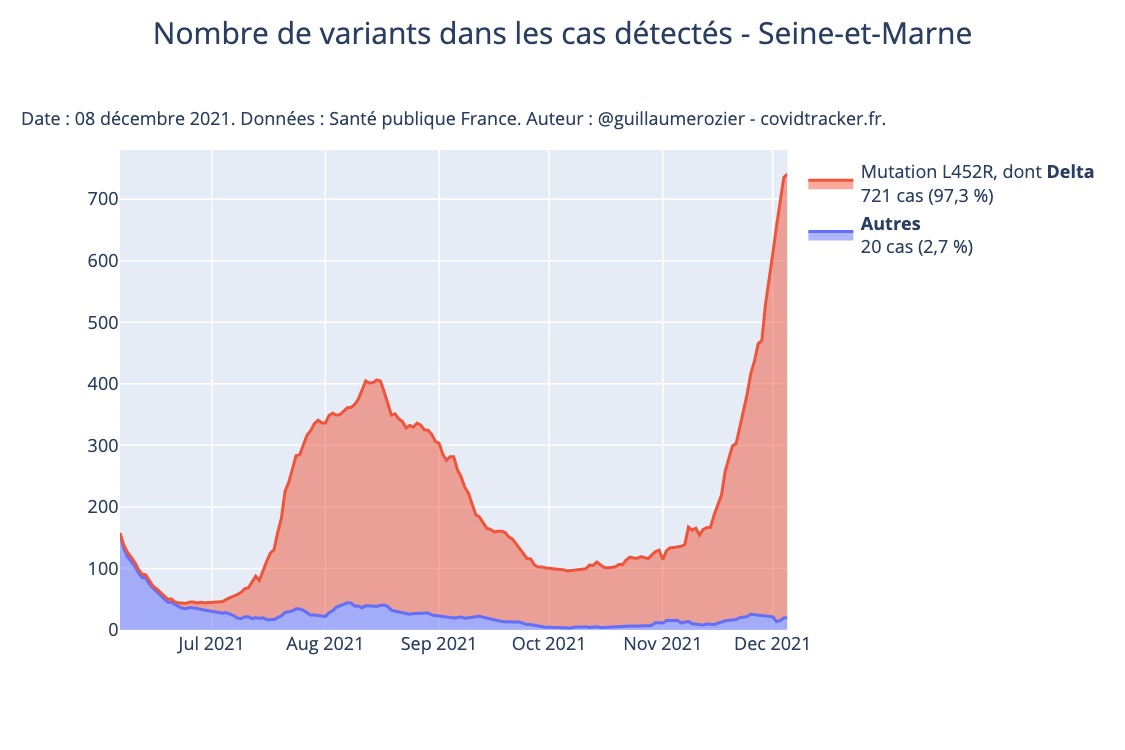 Nombre de variants dans les cas détectés - Seine-et-Marne
Date : 08 décembre 2021. Données : Santé publique France. Auteur : @guillaumerozier - covidtracker.fr.
Mutation L452R, dont Delta
721 cas (97,3 %)
Autres
20 cas (2,7 %)
700
600
500
400
300
200
100
0
Jul 2021 Aug 2021 Sep 2021 Oct 2021 Nov 2021 Dec 2021